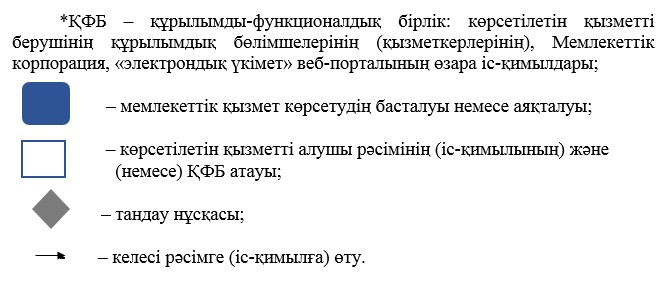 *ҚФБ – құрылымды-функционалдық бірлік: көрсетілетін қызметті
берушінің құрылымдық бөлімшелерінің (қызметкерлерінің), Мемлекеттік
корпорация, «электрондық үкімет» веб-порталының өзара іс-қимылдары;
– мемлекеттік қызмет көрсетудің басталуы немесе аяқталуы;
– көрсетілетін қызметті алушы рәсімінің (іс-қимылының) және
(немесе) ҚФБ атауы;
– таңдау нұсқасы;
– келесі рәсімге (іс-қимылға) өту.